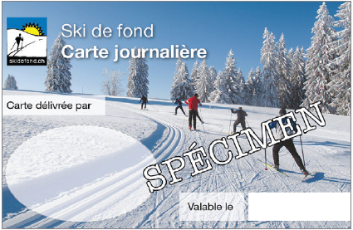 Ski de fond
Carte journalière
skidefond.ch
Carte délivrée par
SPÉCIMEN
Valable le